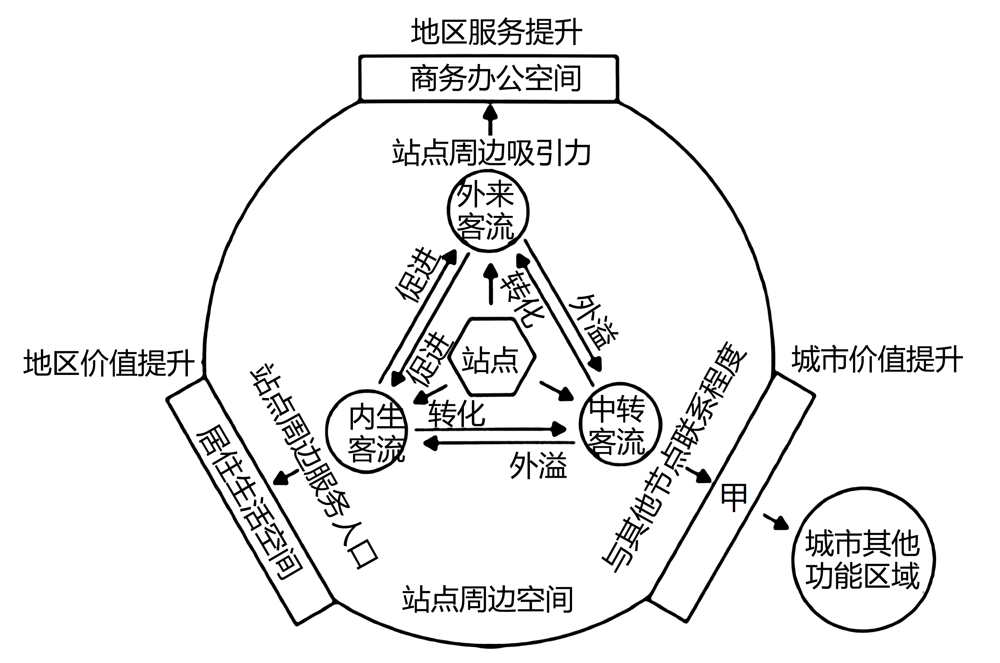 地区服务提升
商务办公空间
站点周边吸引力
外来
客流
促进
促进
转化
外溢
站点
地区价值提升
城市价值提升
内生
客流
转化
外溢
中转
客流
站点周边服务入口
居住生活空间
与其他节点联系程度
甲
城市其他
功能区域
站点周边空间